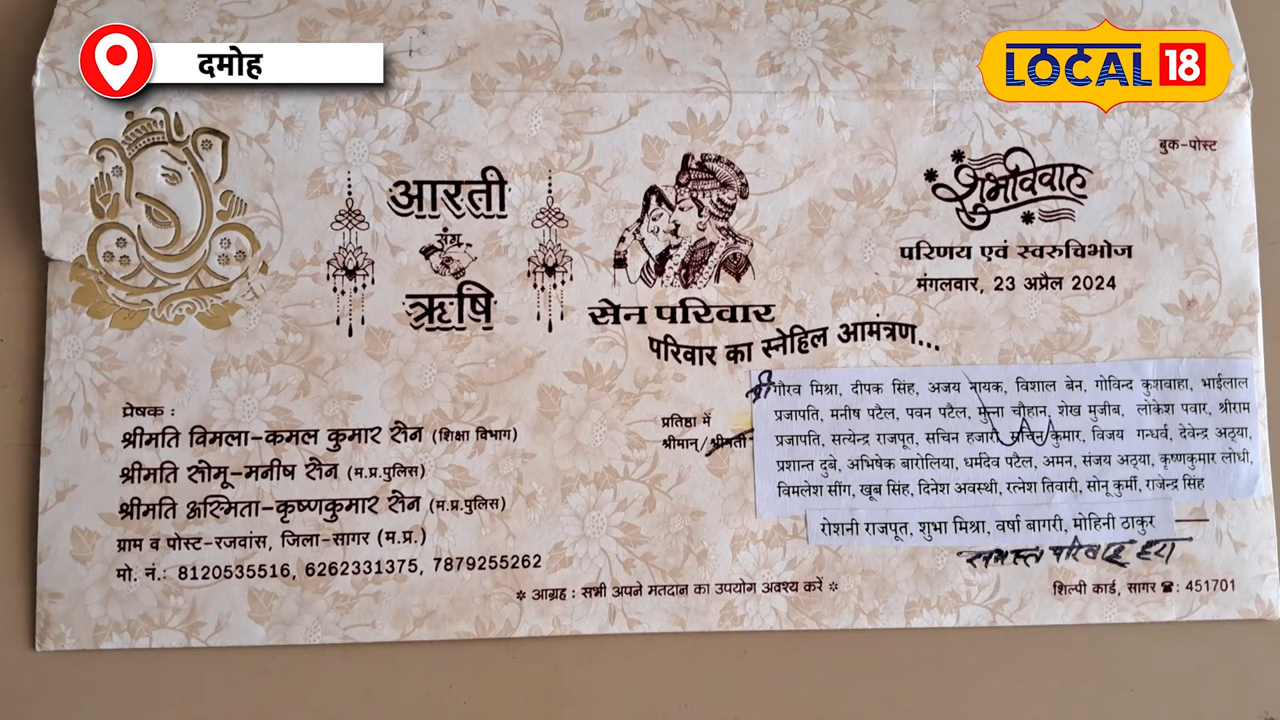 दमोह
LOCAL 18
बुक-पोस्ट
आरती
संग
ऋषि
शुभविवाह
परिणय एवं स्वरुचिभोज
मंगलवार, 23 अप्रैल 2024
सेन परिवार
परिवार का स्नेहिल आमंत्रण...
प्रेषक :
श्रीमति विमला-कमल कुमार सेन (शिक्षा विभाग)
श्रीमति सोमू-मनीष सेन (म.प्र.पुलिस)
श्रीमति अस्मिता-कृष्णकुमार सेन (म.प्र.पुलिस)
ग्राम व पोस्ट-रजवांस, जिला-सागर (म.प्र.)
मो. नं.: 8120535516, 6262331375, 7879255262
प्रतिष्ठा में
श्रीमान/श्रीमती
श्री गौरव मिश्रा, दीपक सिंह, अजय नायक, विशाल बेन, गोविन्द कुशवाहा, भाईलाल
प्रजापति, मनीष पटैल, पवन पटैल, मुन्ना चौहान, शेख मुजीब, लोकेश पवार, श्रीराम
प्रजापति, सत्येन्द्र राजपूत, सचिन हजारी, सचिन कुमार, विजय गन्धर्व, देवेन्द्र अठ्या,
प्रशान्त दुबे, अभिषेक बारोलिया, धर्मदेव पटैल, अमन, संजय अठ्या, कृष्णकुमार लोधी,
विमलेश सींग, खूब सिंह, दिनेश अवस्थी, रत्नेश तिवारी, सोनू कुर्मी, राजेन्द्र सिंह
रोशनी राजपूत, शुभा मिश्रा, वर्षा बागरी, मोहिनी ठाकुर
समस्त परिवार
* आग्रह : सभी अपने मतदान का उपयोग अवश्य करें *
शिल्पी कार्ड, सागर ☎: 451701